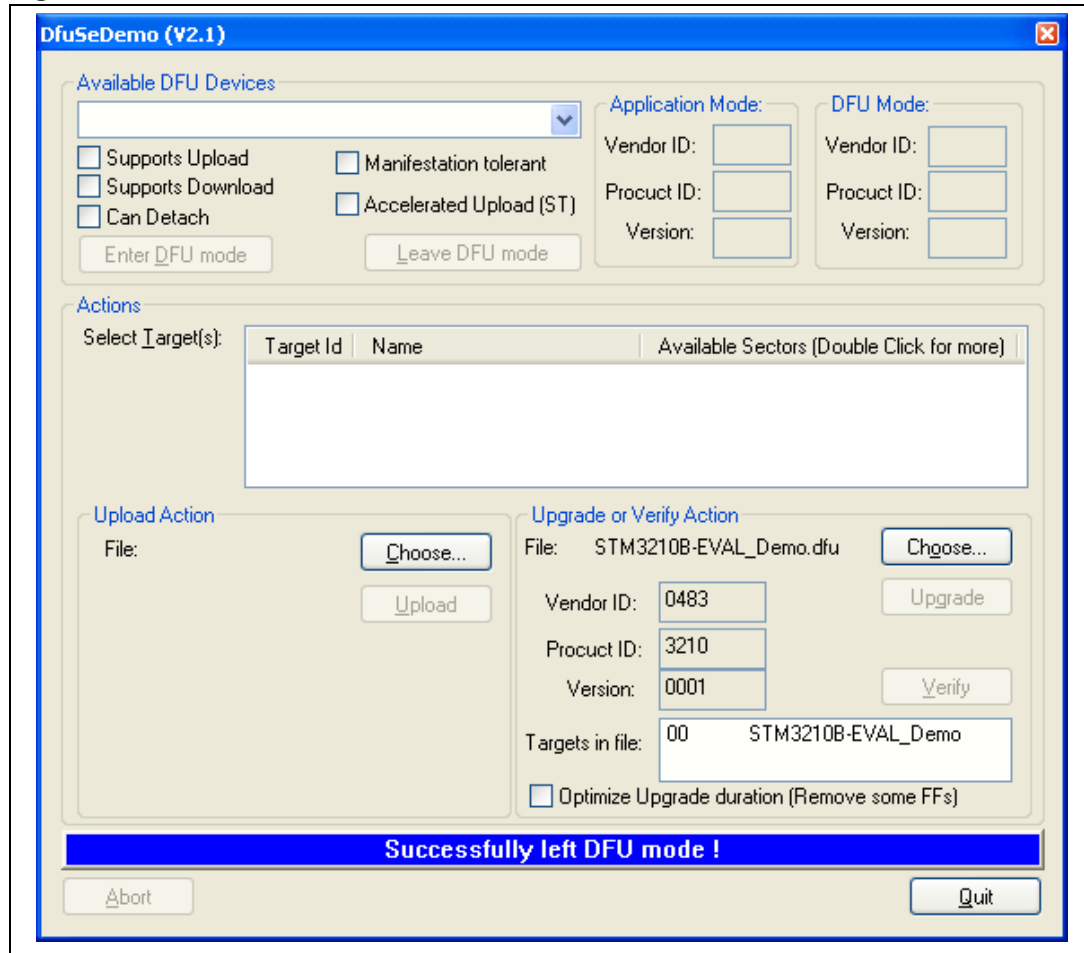 DfuSeDemo (V2.1)
Available DFU Devices
Supports Upload
Supports Download
Can Detach
Manifestation tolerant
Accelerated Upload (ST)
Enter DFU mode
Leave DFU mode
Application Mode:
Vendor ID:
Procuct ID:
Version:
DFU Mode:
Vendor ID:
Procuct ID:
Version:
Actions
Select Target(s):
Target Id Name Available Sectors (Double Click for more)
Upload Action
File:
Choose...
Upload
Upgrade or Verify Action
File: STM3210B-EVAL_Demo.dfu
Choose...
Vendor ID: 0483
Upgrade
Procuct ID: 3210
Version: 0001
Verify
Targets in file: 00 STM3210B-EVAL_Demo
Optimize Upgrade duration (Remove some FFs)
Successfully left DFU mode !
Abort
Quit